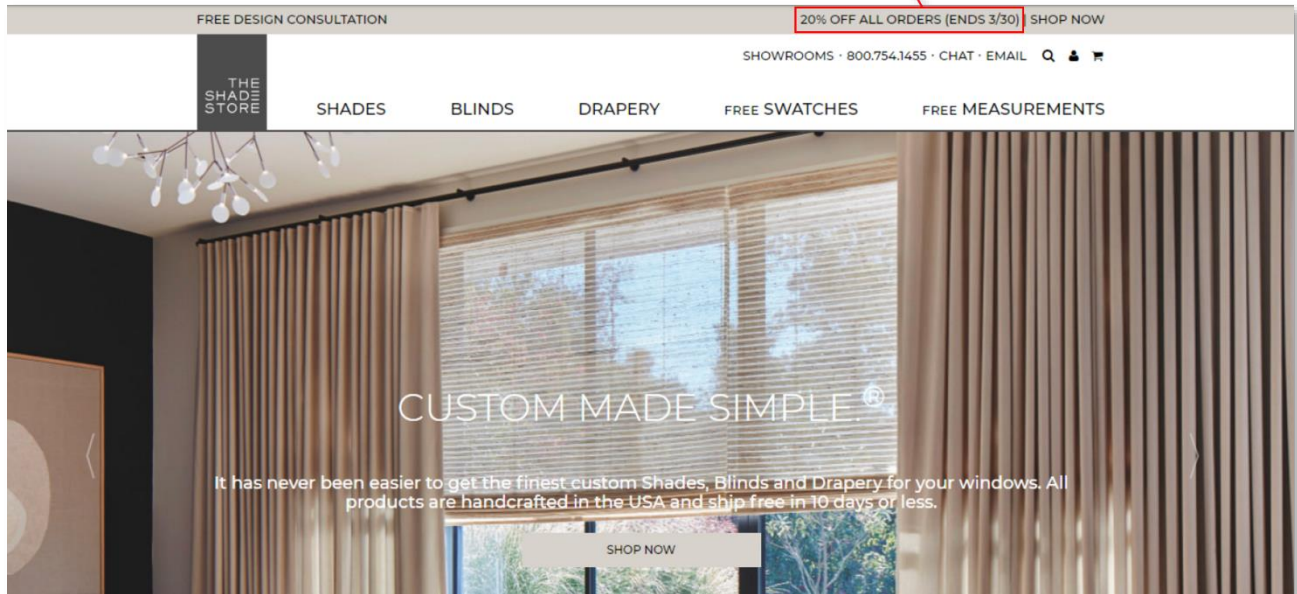 FREE DESIGN CONSULTATION
20% OFF ALL ORDERS (ENDS 3/30) | SHOP NOW
SHOWROOMS · 800.754.1455 · CHAT · EMAIL
THE
SHADE
STORE
SHADES BLINDS DRAPERY FREE SWATCHES FREE MEASUREMENTS
CUSTOM MADE SIMPLE.®
It has never been easier to get the finest custom Shades, Blinds and Drapery for your windows. All
products are handcrafted in the USA and ship free in 10 days or less.
SHOP NOW